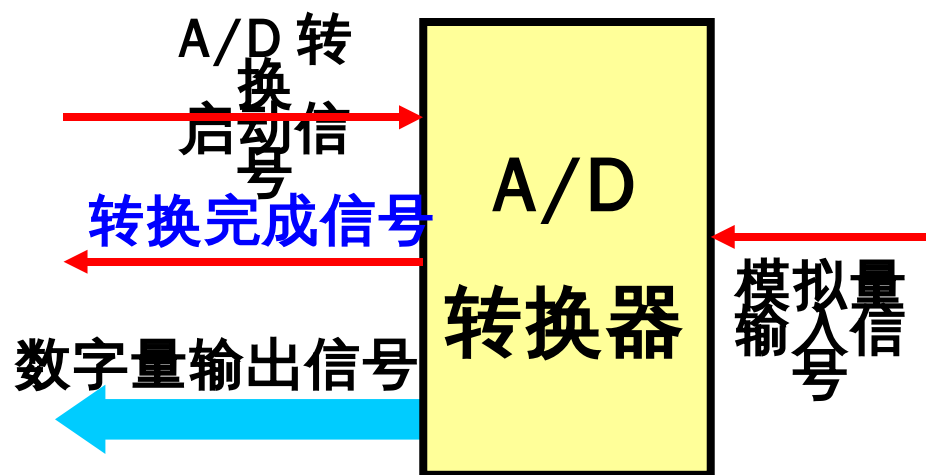 A/D 转
换
启动信
号
转换完成信号
数字量输出信号
A/D
转换器
模拟量
输入信
号